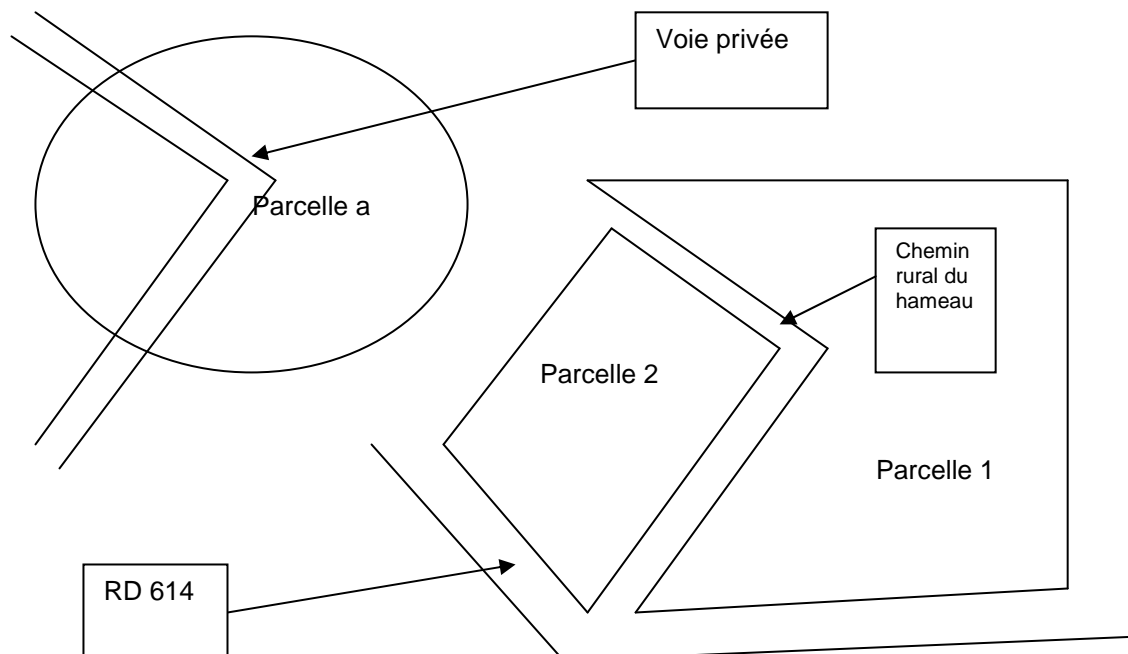 Voie privée
Parcelle a
Chemin
rural du
hameau
Parcelle 2
Parcelle 1
RD 614